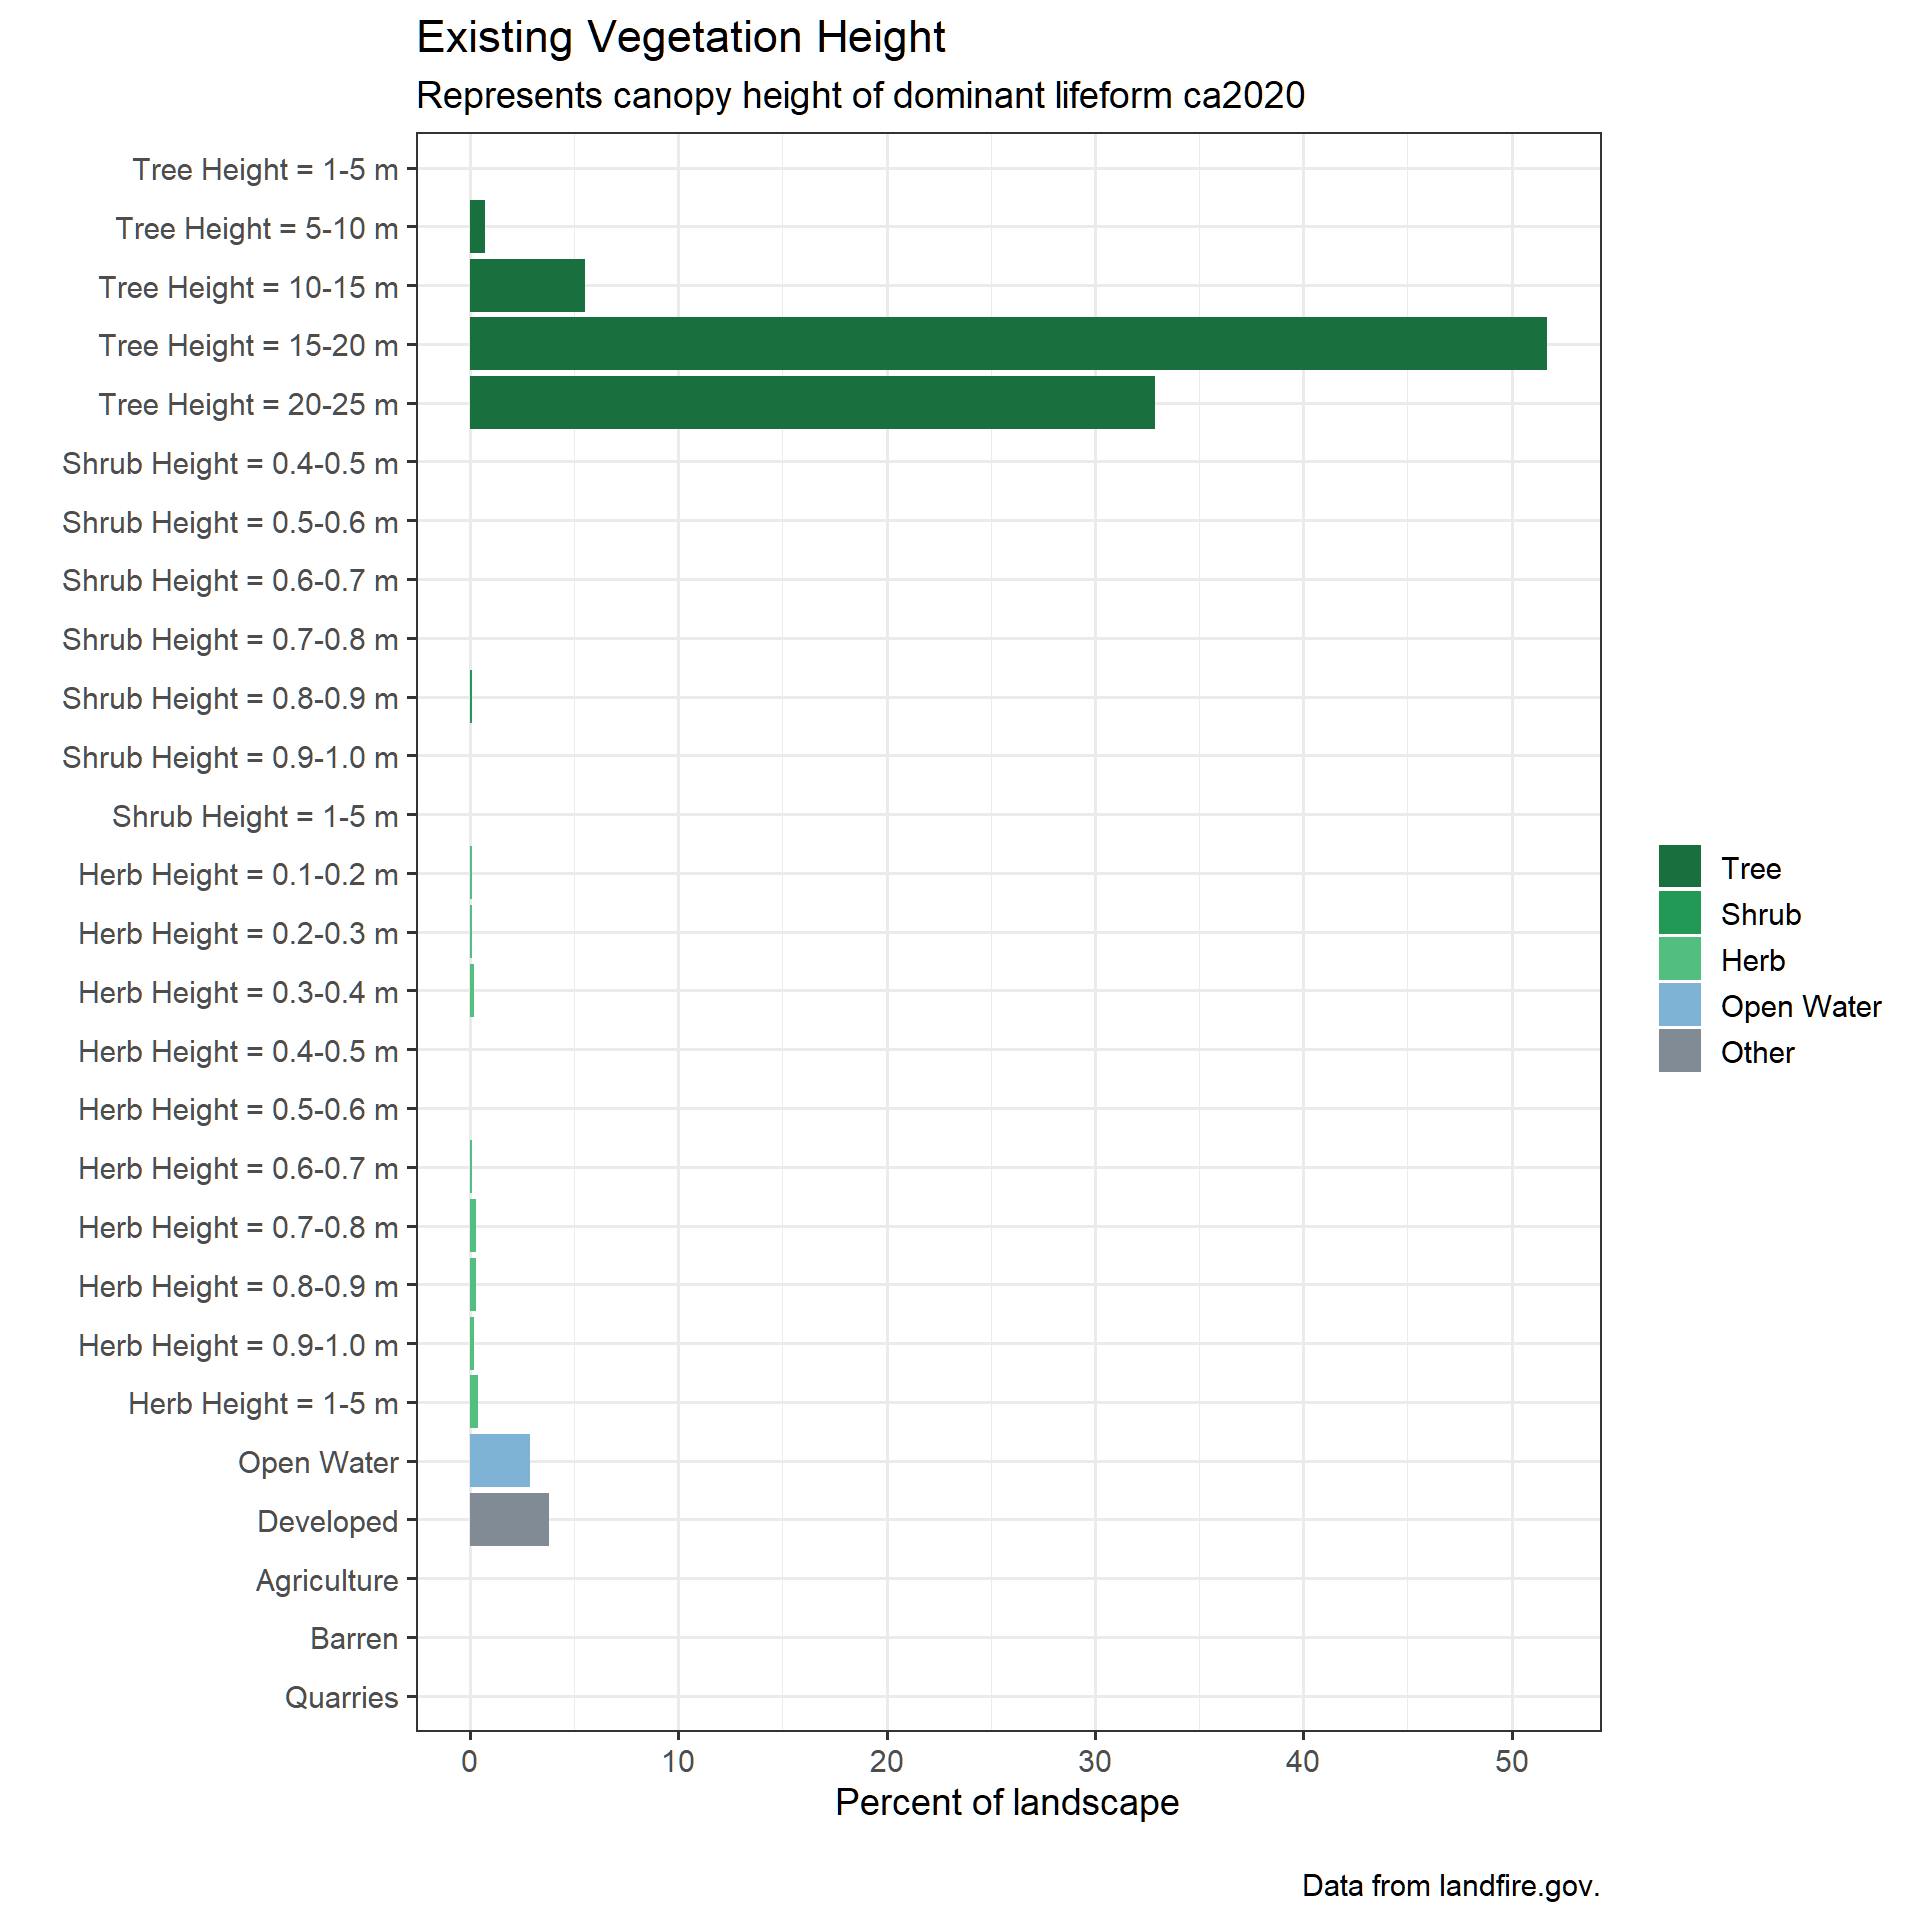 Existing Vegetation Height
Represents canopy height of dominant lifeform ca2020
Tree Height = 1-5 m
Tree Height = 5-10 m
Tree Height = 10-15 m
Tree Height = 15-20 m
Tree Height = 20-25 m
Shrub Height = 0.4-0.5 m
Shrub Height = 0.5-0.6 m
Shrub Height = 0.6-0.7 m
Shrub Height = 0.7-0.8 m
Shrub Height = 0.8-0.9 m
Shrub Height = 0.9-1.0 m
Shrub Height = 1-5 m
Herb Height = 0.1-0.2 m
Herb Height = 0.2-0.3 m
Herb Height = 0.3-0.4 m
Herb Height = 0.4-0.5 m
Herb Height = 0.5-0.6 m
Herb Height = 0.6-0.7 m
Herb Height = 0.7-0.8 m
Herb Height = 0.8-0.9 m
Herb Height = 0.9-1.0 m
Herb Height = 1-5 m
Open Water
Developed
Agriculture
Barren
Quarries
0 10 20 30 40 50
Percent of landscape
Tree
Shrub
Herb
Open Water
Other
Data from landfire.gov.